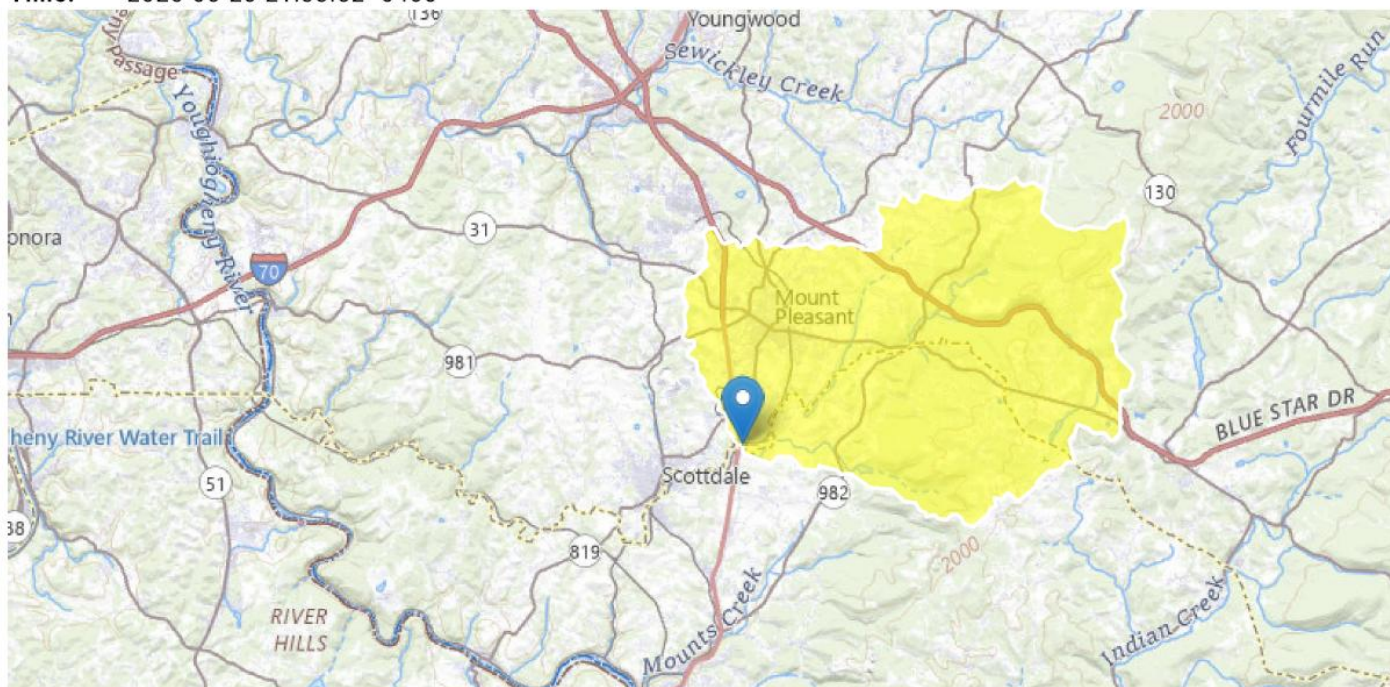 136
Youngwood
Sewickley Creek
Passage
Youghiogheny River
2000
Fourmile Run
130
31
onora
70
Mount
Pleasant
981
BLUE STAR DR
heny River Water Trail
Scottdale
51
982
38
819
2000
RIVER
HILLS
Mounts Creek
Indian Creek